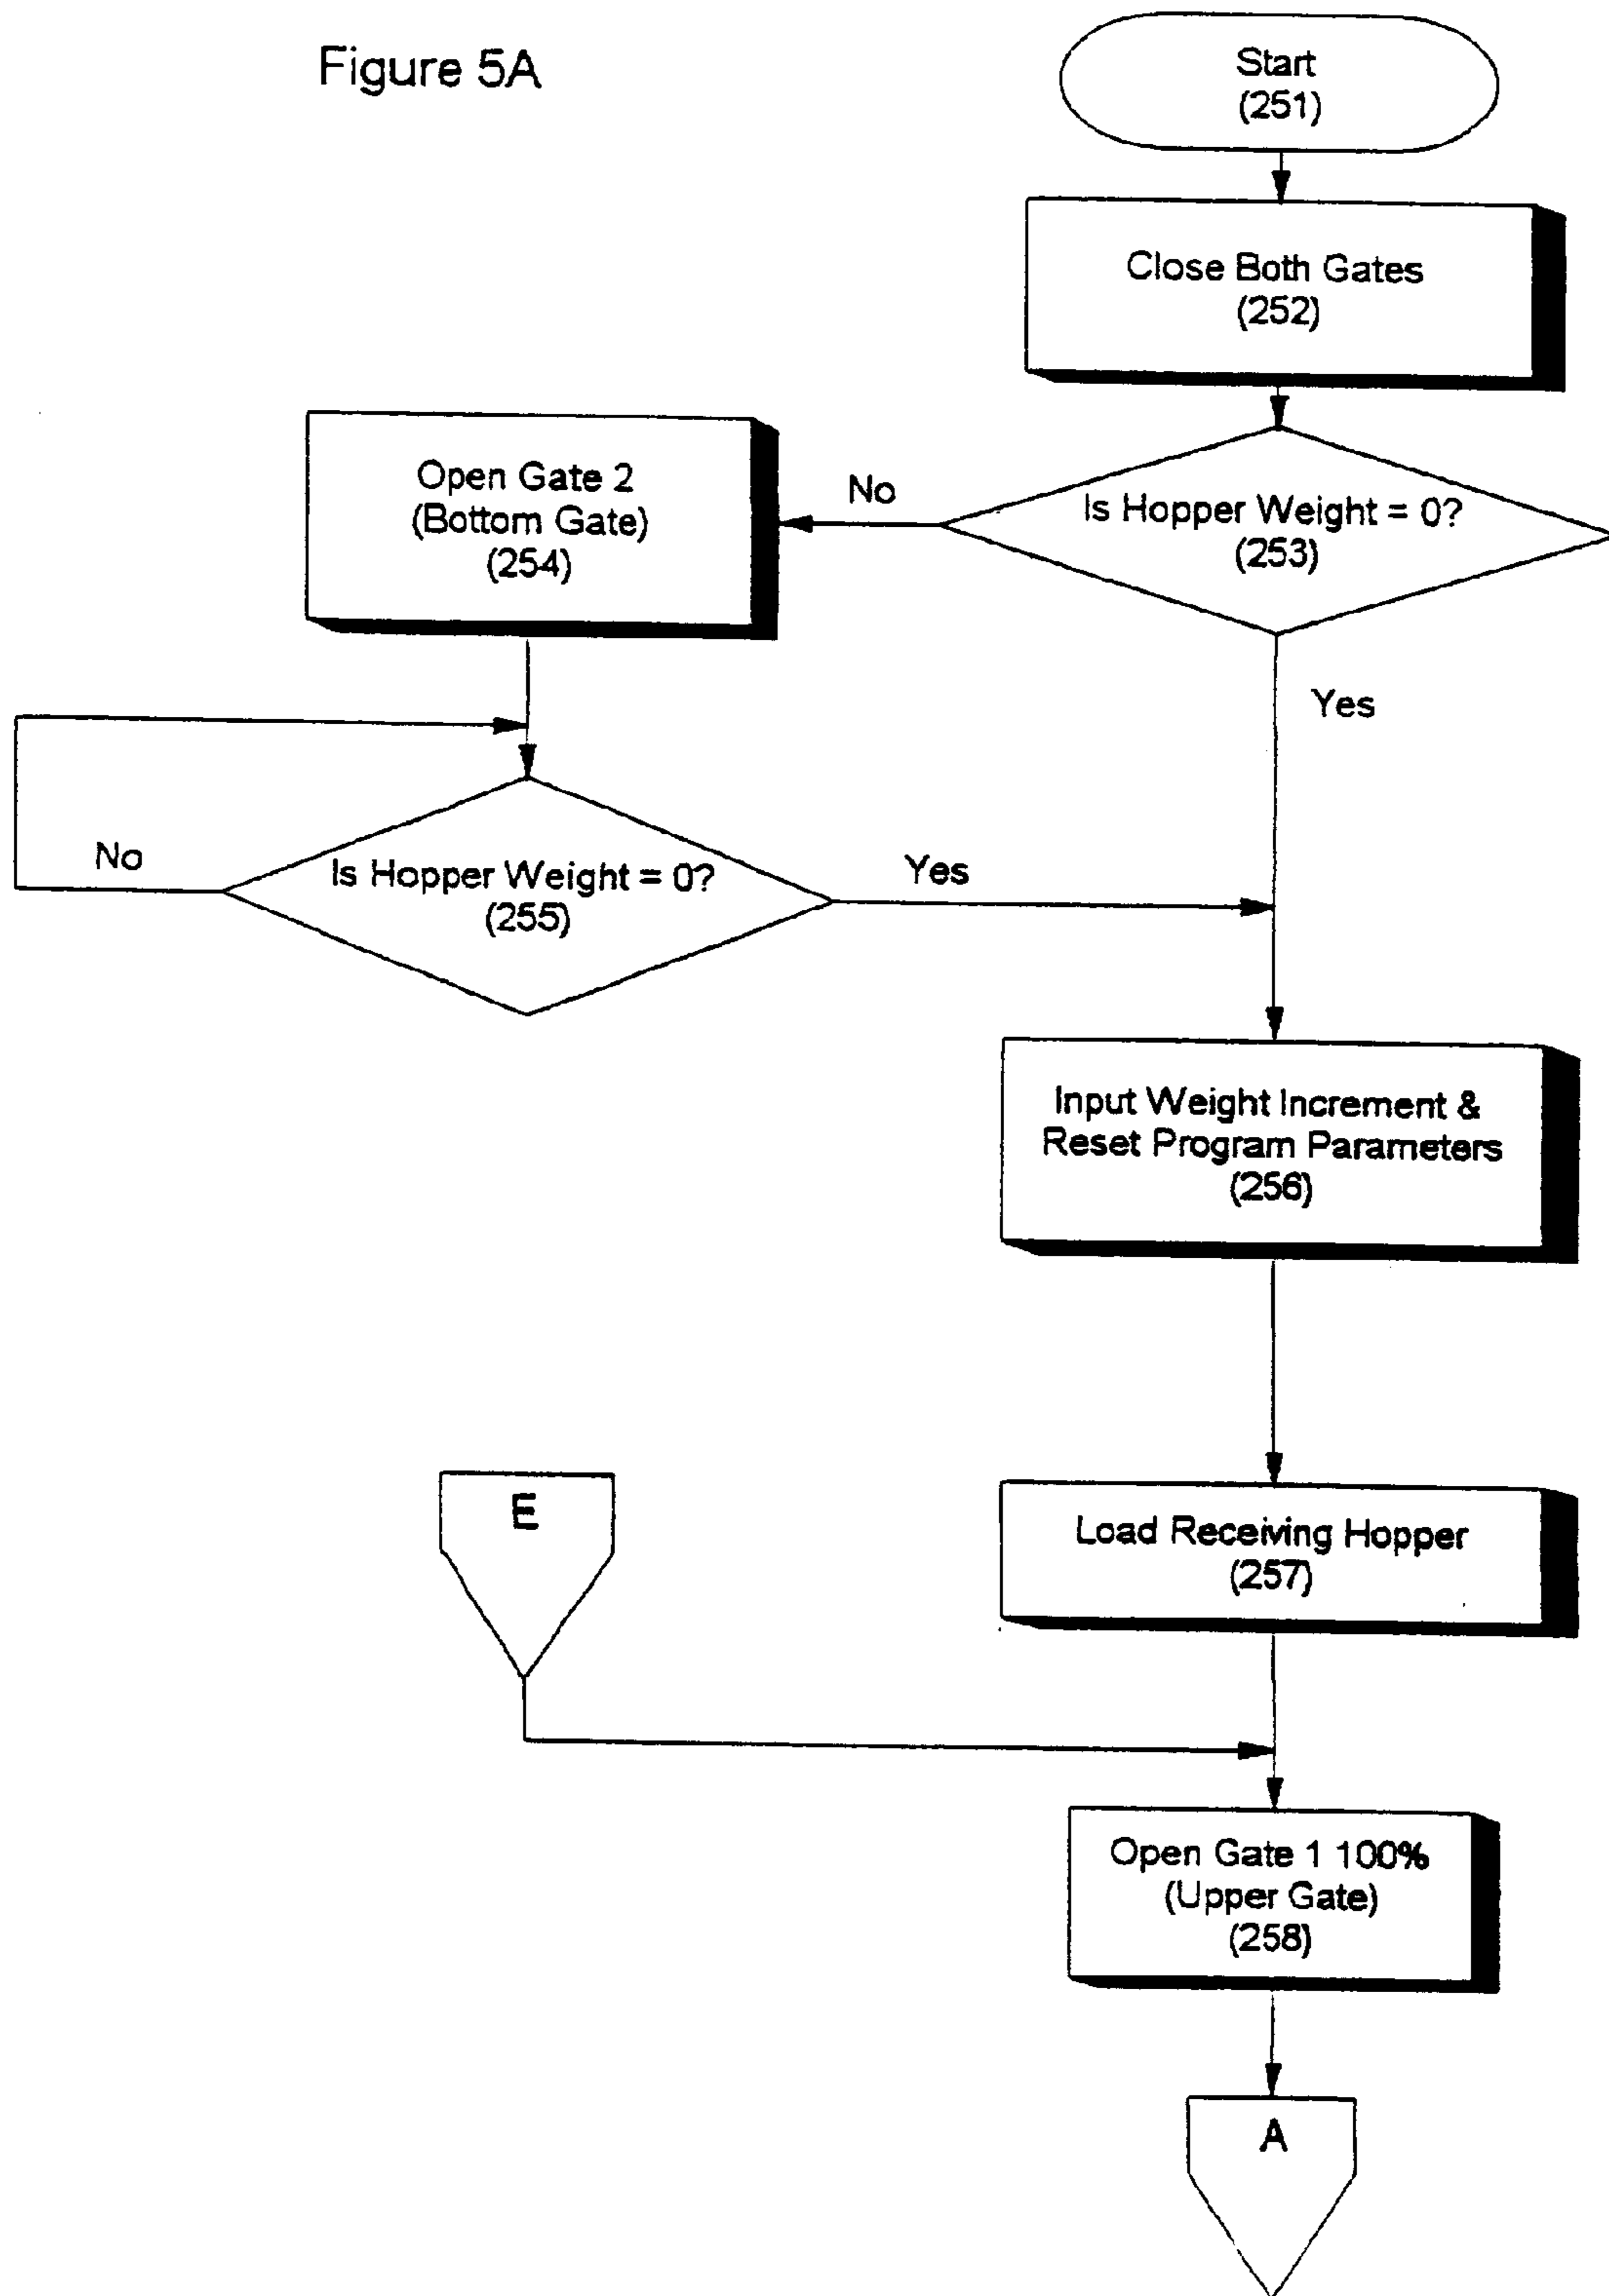 Figure 5A
Start
(251)
Close Both Gates
(252)
Is Hopper Weight = 0?
(253)
No
Open Gate 2
(Bottom Gate)
(254)
Yes
Is Hopper Weight = 0?
(255)
No
Yes
Input Weight Increment &
Reset Program Parameters
(256)
Load Receiving Hopper
(257)
E
Open Gate 1 100%
(Upper Gate)
(258)
A